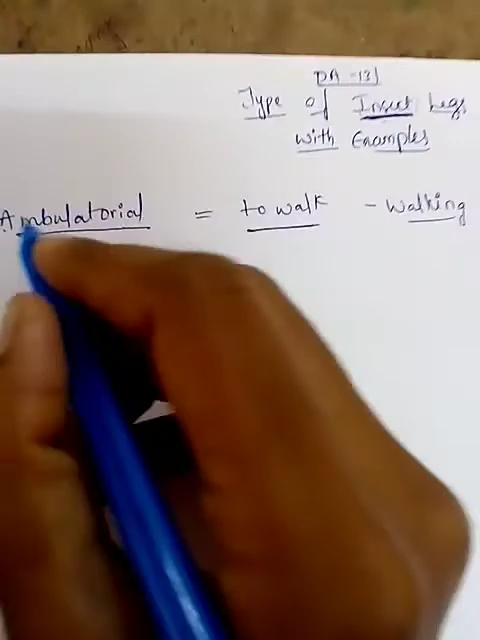 DA -131
Type of Insect Legs
with Examples
Ambulatorial = to walk - walking